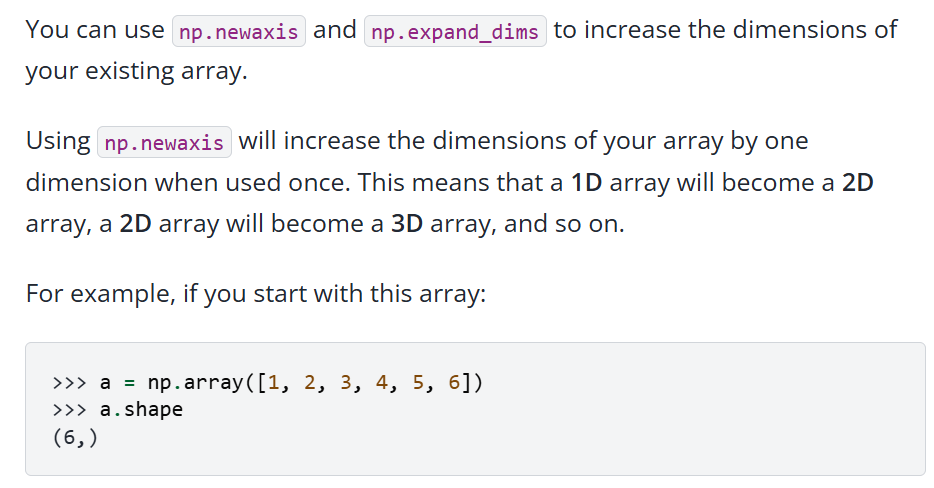 You can use np.newaxis and np.expand_dims to increase the dimensions of
your existing array.
Using np.newaxis will increase the dimensions of your array by one
dimension when used once. This means that a 1D array will become a 2D
array, a 2D array will become a 3D array, and so on.
For example, if you start with this array:
>>> a = np.array([1, 2, 3, 4, 5, 6])
>>> a.shape
(6,)